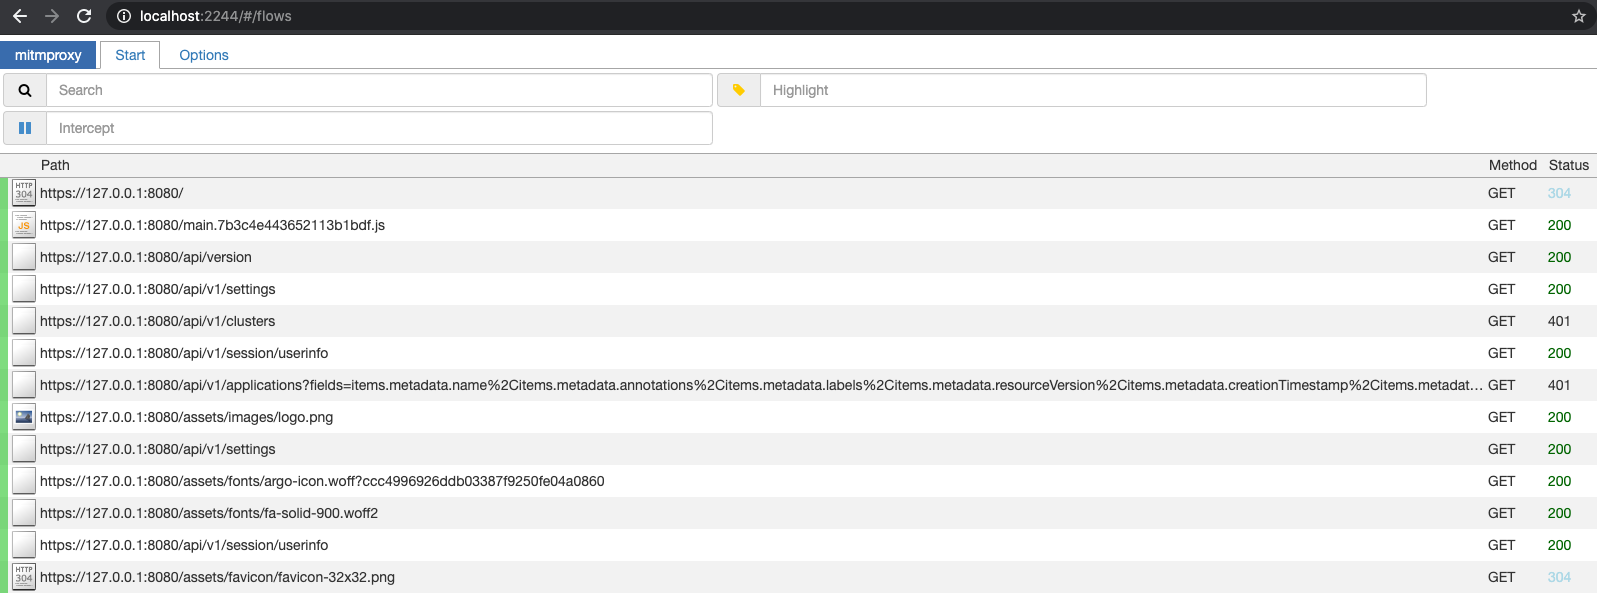 localhost:2244/#/flows
mitmproxy Start Options
Search Highlight
Intercept
Path Method Status
HTTP 304 https://127.0.0.1:8080/ GET 304
JS https://127.0.0.1:8080/main.7b3c4e443652113b1bdf.js GET 200
https://127.0.0.1:8080/api/version GET 200
https://127.0.0.1:8080/api/v1/settings GET 200
https://127.0.0.1:8080/api/v1/clusters GET 401
https://127.0.0.1:8080/api/v1/session/userinfo GET 200
https://127.0.0.1:8080/api/v1/applications?fields=items.metadata.name%2Citems.metadata.annotations%2Citems.metadata.labels%2Citems.metadata.resourceVersion%2Citems.metadata.creationTimestamp%2Citems.metadat... GET 401
https://127.0.0.1:8080/assets/images/logo.png GET 200
https://127.0.0.1:8080/api/v1/settings GET 200
https://127.0.0.1:8080/assets/fonts/argo-icon.woff?ccc4996926ddb03387f9250fe04a0860 GET 200
https://127.0.0.1:8080/assets/fonts/fa-solid-900.woff2 GET 200
https://127.0.0.1:8080/api/v1/session/userinfo GET 200
HTTP 304 https://127.0.0.1:8080/assets/favicon/favicon-32x32.png GET 304